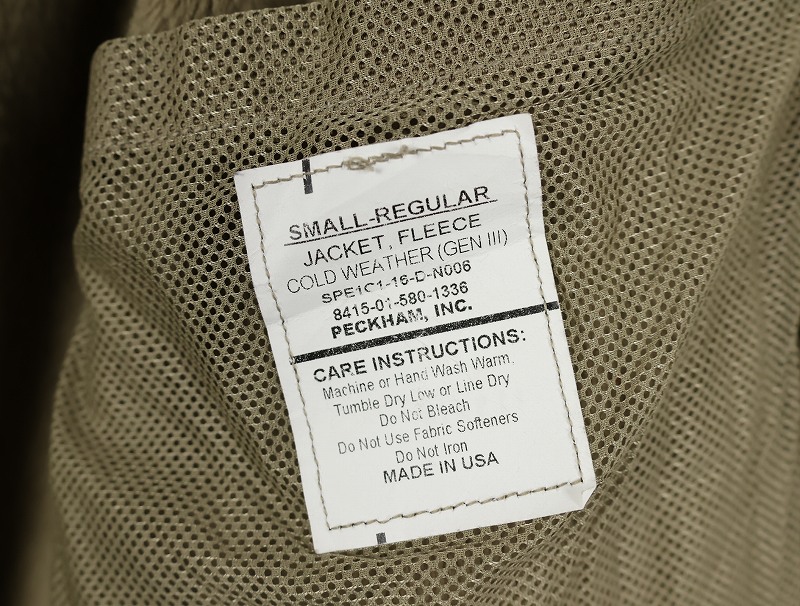 SMALL-REGULAR
JACKET, FLEECE
COLD WEATHER (GEN III)
SPE1C1-16-D-N006
8415-01-580-1336
PECKHAM, INC.
CARE INSTRUCTIONS:
Machine or Hand Wash Warm.
Tumble Dry Low or Line Dry
Do Not Bleach
Do Not Use Fabric Softeners
Do Not Iron
MADE IN USA